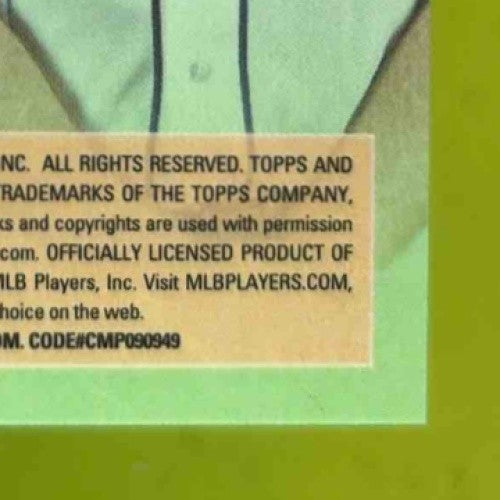 INC. ALL RIGHTS RESERVED. TOPPS AND
TRADEMARKS OF THE TOPPS COMPANY,
ks and copyrights are used with permission
.com. OFFICIALLY LICENSED PRODUCT OF
MLB Players, Inc. Visit MLBPLAYERS.COM,
hoice on the web.
OM. CODE#CMP090949